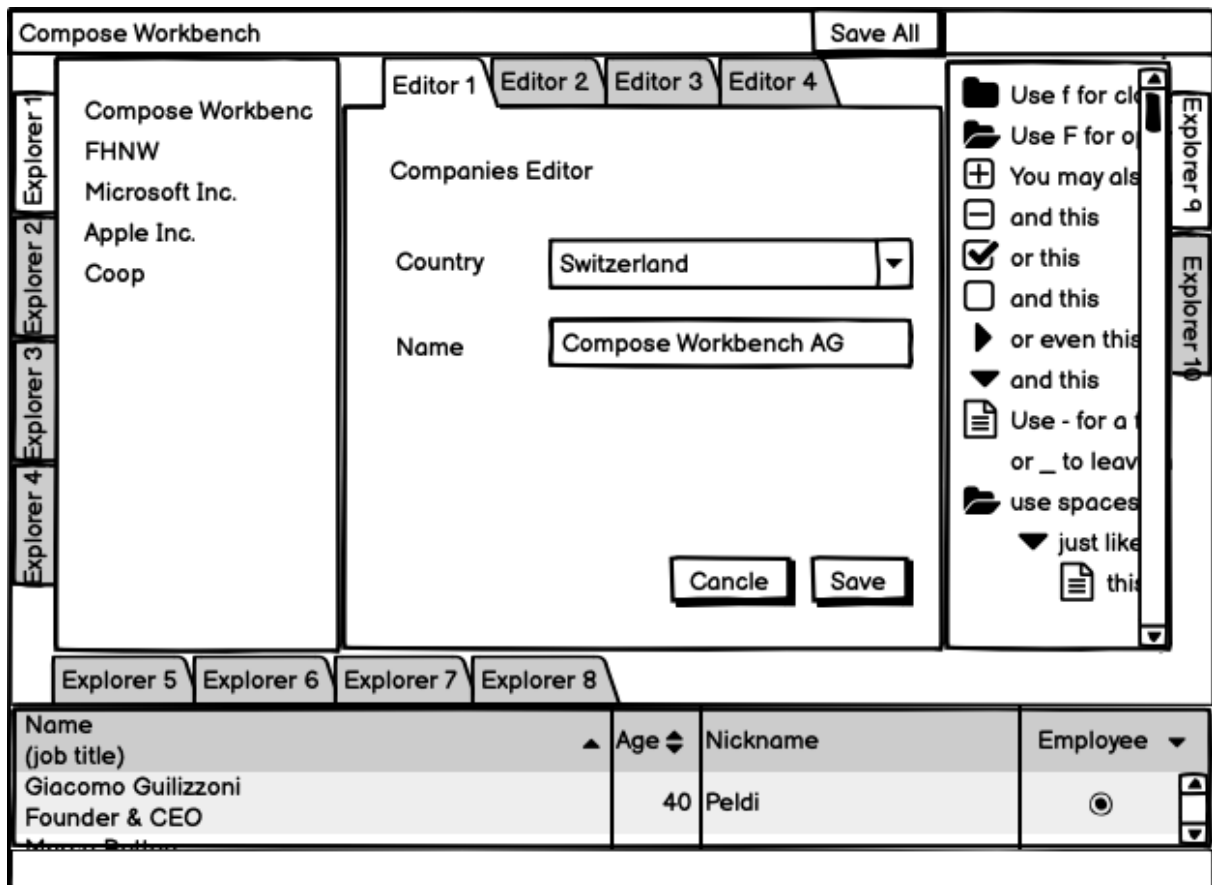 Compose Workbench
Save All
Explorer 1
Explorer 2
Explorer 3
Explorer 4
Compose Workbenc
FHNW
Microsoft Inc.
Apple Inc.
Coop
Editor 1
Editor 2
Editor 3
Editor 4
Companies Editor
Country
Switzerland
Name
Compose Workbench AG
Cancle
Save
Use f for clo
Use F for op
You may als
and this
or this
and this
or even this
and this
Use - for a f
or _ to leav
use spaces
just like
this
Explorer 9
Explorer 10
Explorer 5
Explorer 6
Explorer 7
Explorer 8
Name
(job title)
Age
Nickname
Employee
Giacomo Guilizzoni
Founder & CEO
40
Peldi